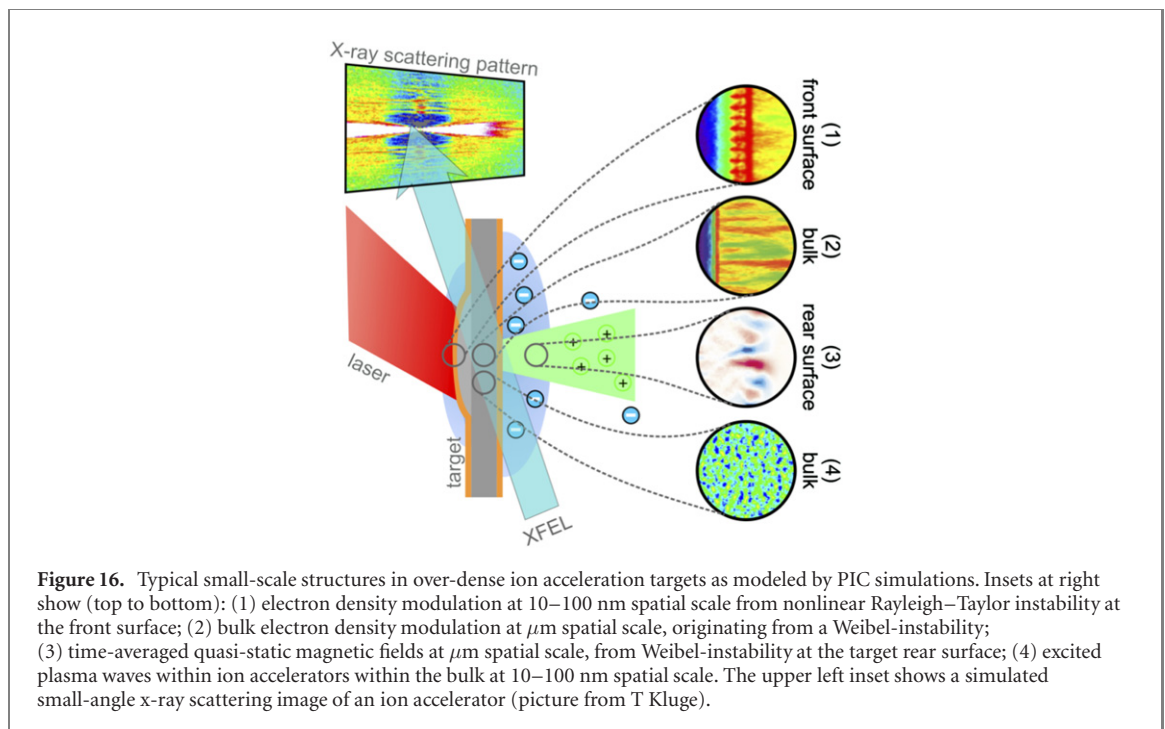 X-ray scattering pattern
(1)
front surface
(2)
bulk
(3)
rear surface
(4)
bulk
laser
target
XFEL
Figure 16. Typical small-scale structures in over-dense ion acceleration targets as modeled by PIC simulations. Insets at right
show (top to bottom): (1) electron density modulation at 10–100 nm spatial scale from nonlinear Rayleigh–Taylor instability at
the front surface; (2) bulk electron density modulation at μm spatial scale, originating from a Weibel-instability;
(3) time-averaged quasi-static magnetic fields at μm spatial scale, from Weibel-instability at the target rear surface; (4) excited
plasma waves within ion accelerators within the bulk at 10–100 nm spatial scale. The upper left inset shows a simulated
small-angle x-ray scattering image of an ion accelerator (picture from T Kluge).